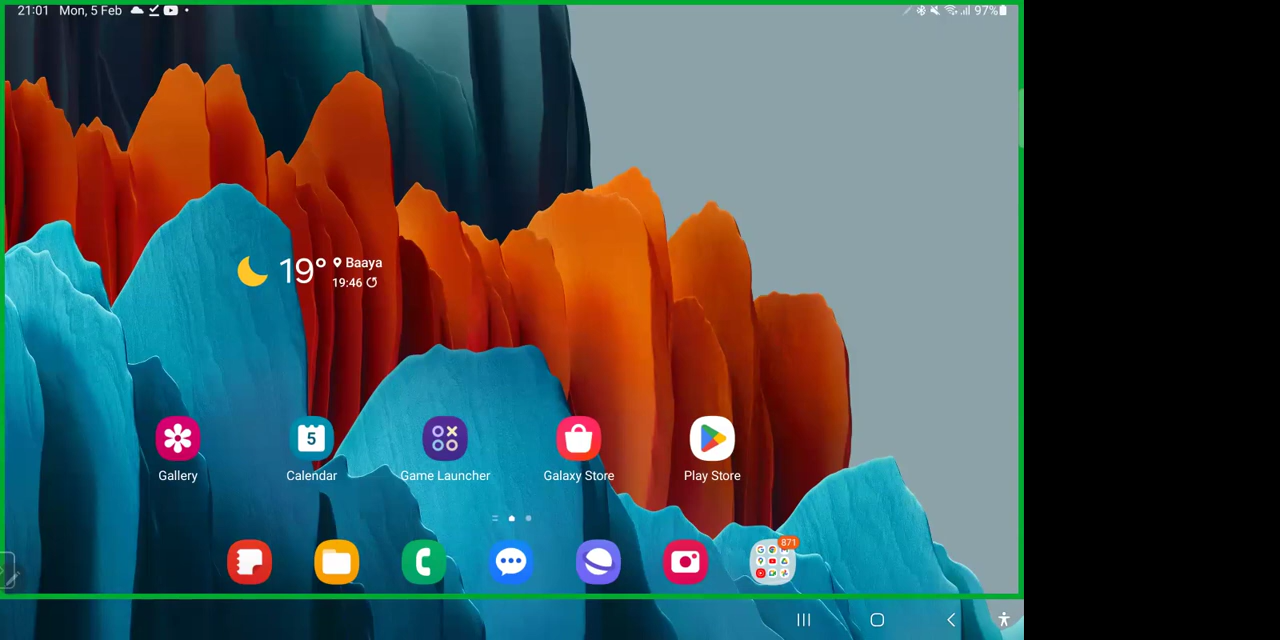 21:01 Mon, 5 Feb
97%
19° Baaya
19:46
5
Gallery Calendar Game Launcher Galaxy Store Play Store
871